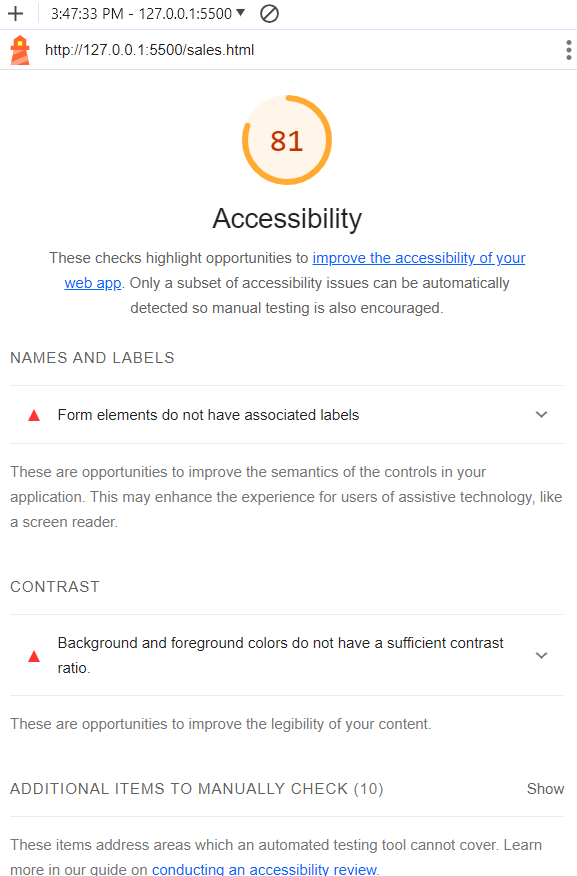 3:47:33 PM - 127.0.0.1:5500
http://127.0.0.1:5500/sales.html
81
Accessibility
These checks highlight opportunities to improve the accessibility of your
web app. Only a subset of accessibility issues can be automatically
detected so manual testing is also encouraged.
NAMES AND LABELS
Form elements do not have associated labels
These are opportunities to improve the semantics of the controls in your
application. This may enhance the experience for users of assistive technology, like
a screen reader.
CONTRAST
Background and foreground colors do not have a sufficient contrast
ratio.
These are opportunities to improve the legibility of your content.
ADDITIONAL ITEMS TO MANUALLY CHECK (10) Show
These items address areas which an automated testing tool cannot cover. Learn
more in our guide on conducting an accessibility review.